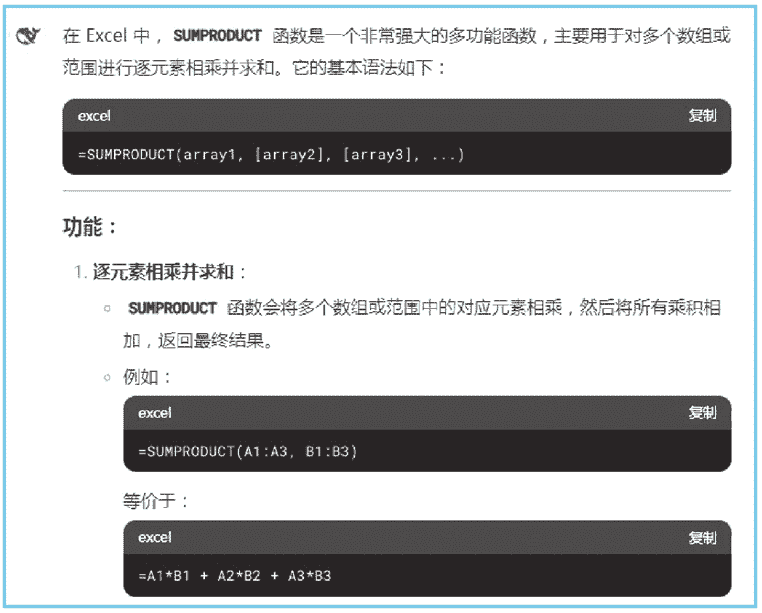 在 Excel 中，SUMPRODUCT 函数是一个非常强大的多功能函数，主要用于对多个数组或
范围进行逐元素相乘并求和。它的基本语法如下：
excel 复制
=SUMPRODUCT(array1, [array2], [array3], ...)
功能：
1. 逐元素相乘并求和：
SUMPRODUCT 函数会将多个数组或范围中的对应元素相乘，然后将所有乘积相
加，返回最终结果。
例如：
excel 复制
=SUMPRODUCT(A1:A3, B1:B3)
等价于：
excel 复制
=A1*B1 + A2*B2 + A3*B3